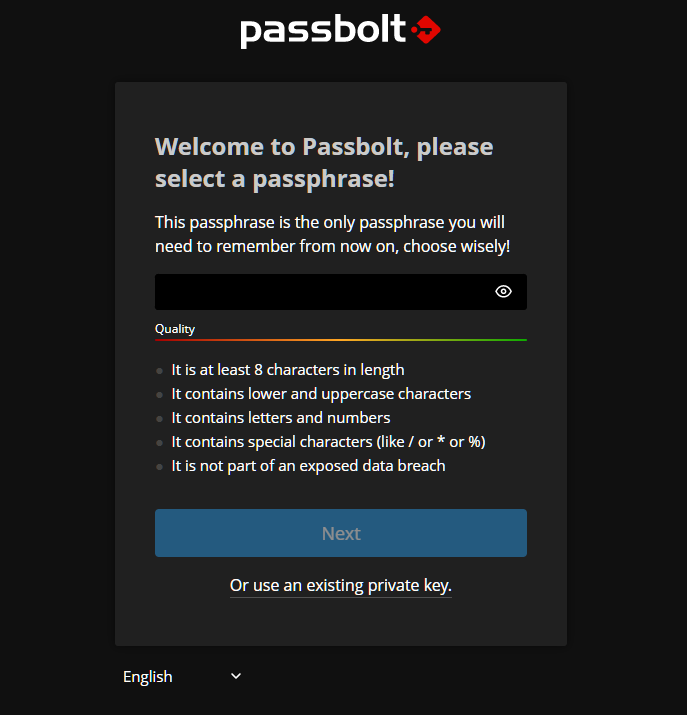 passbolt
Welcome to Passbolt, please
select a passphrase!
This passphrase is the only passphrase you will
need to remember from now on, choose wisely!
Quality
It is at least 8 characters in length
It contains lower and uppercase characters
It contains letters and numbers
It contains special characters (like / or * or %)
It is not part of an exposed data breach
Next
Or use an existing private key.
English